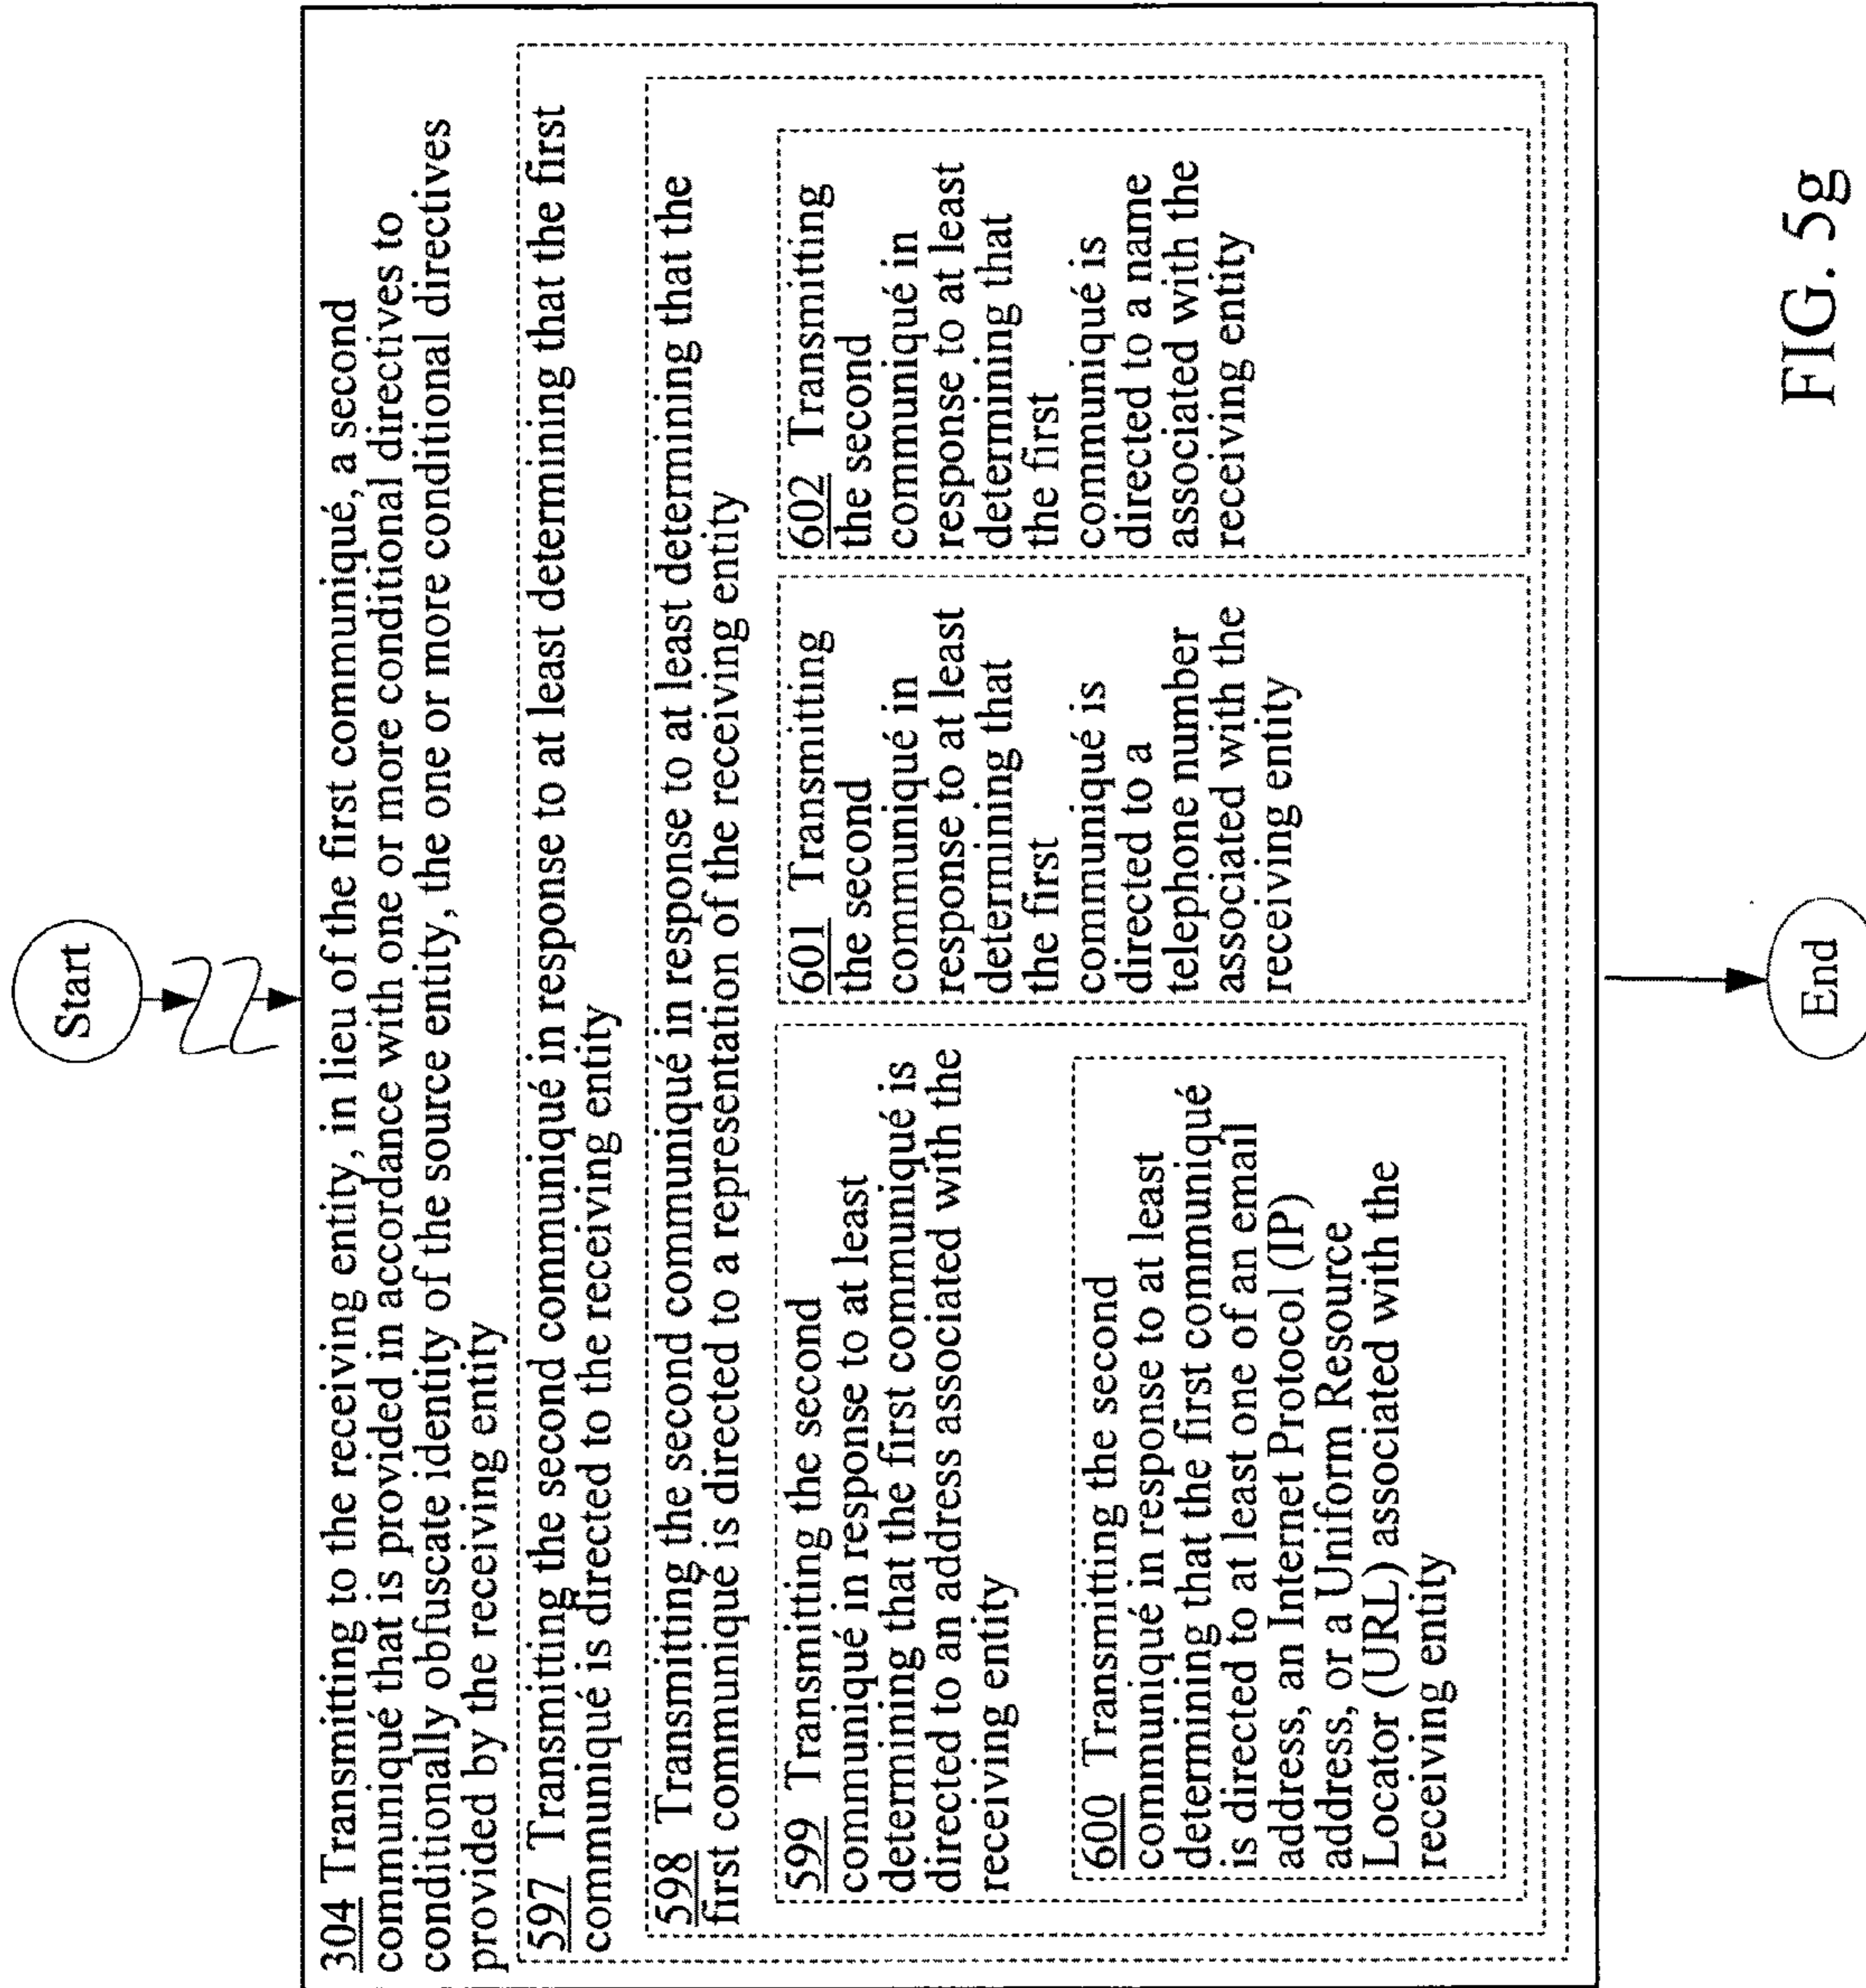 Start
304 Transmitting to the receiving entity, in lieu of the first communiqué, a second
communiqué that is provided in accordance with one or more conditional directives to
conditionally obfuscate identity of the source entity, the one or more conditional directives
provided by the receiving entity
597 Transmitting the second communiqué in response to at least determining that the first
communiqué is directed to the receiving entity
598 Transmitting the second communiqué in response to at least determining that the
first communiqué is directed to a representation of the receiving entity
599 Transmitting the second
communiqué in response to at least
determining that the first communiqué is
directed to an address associated with the
receiving entity
600 Transmitting the second
communiqué in response to at least
determining that the first communiqué
is directed to at least one of an email
address, an Internet Protocol (IP)
address, or a Uniform Resource
Locator (URL) associated with the
receiving entity
601 Transmitting
the second
communiqué in
response to at least
determining that
the first
communiqué is
directed to a
telephone number
associated with the
receiving entity
602 Transmitting
the second
communiqué in
response to at least
determining that
the first
communiqué is
directed to a name
associated with the
receiving entity
End
FIG. 5g